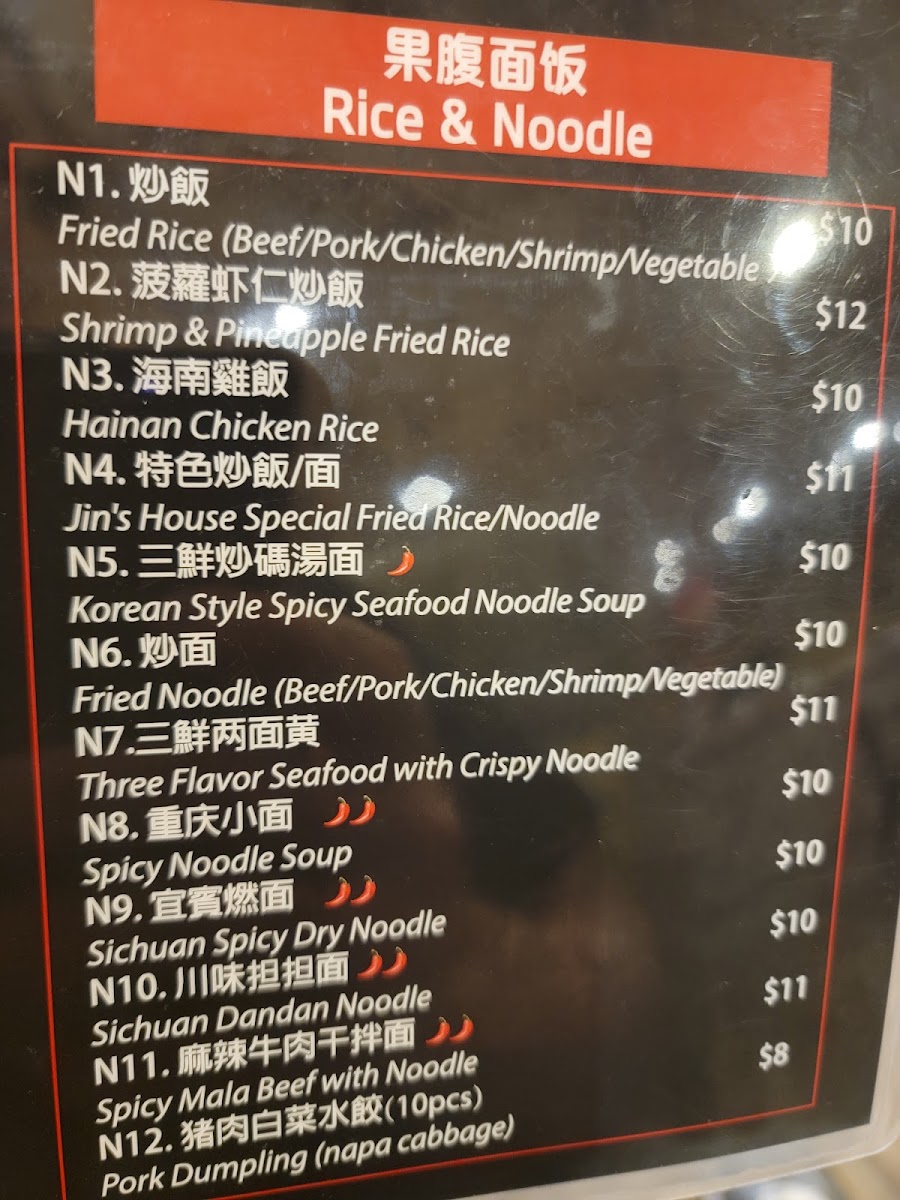 果腹面饭
Rice & Noodle
N1. 炒飯
$10
Fried Rice (Beef/Pork/Chicken/Shrimp/Vegetable )
N2. 菠蘿虾仁炒飯
$12
Shrimp & Pineapple Fried Rice
N3. 海南雞飯
$10
Hainan Chicken Rice
N4. 特色炒飯/面
$11
Jin's House Special Fried Rice/Noodle
N5. 三鮮炒碼湯面
$10
Korean Style Spicy Seafood Noodle Soup
N6. 炒面
$10
Fried Noodle (Beef/Pork/Chicken/Shrimp/Vegetable)
N7.三鮮两面黄
$11
Three Flavor Seafood with Crispy Noodle
N8. 重庆小面
$10
Spicy Noodle Soup
N9. 宜賓燃面
$10
Sichuan Spicy Dry Noodle
N10. 川味担担面
$10
Sichuan Dandan Noodle
N11. 麻辣牛肉干拌面
$11
Spicy Mala Beef with Noodle
N12. 猪肉白菜水餃(10pcs)
$8
Pork Dumpling (napa cabbage)